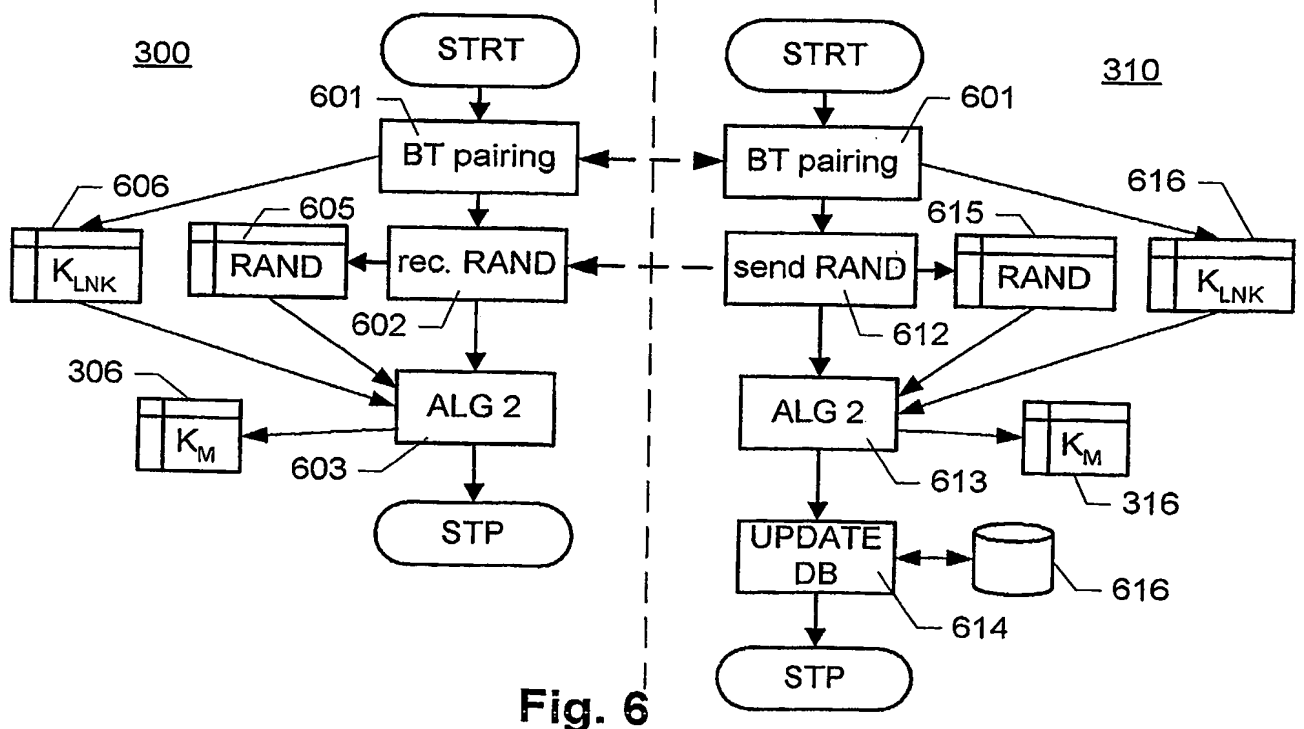 300
STRT
STRT
310
601
601
BT pairing
BT pairing
606
605
615
616
K_LNK
RAND
rec. RAND
send RAND
RAND
K_LNK
602
612
306
ALG 2
ALG 2
K_M
K_M
603
613
316
STP
UPDATE
DB
616
614
STP
Fig. 6